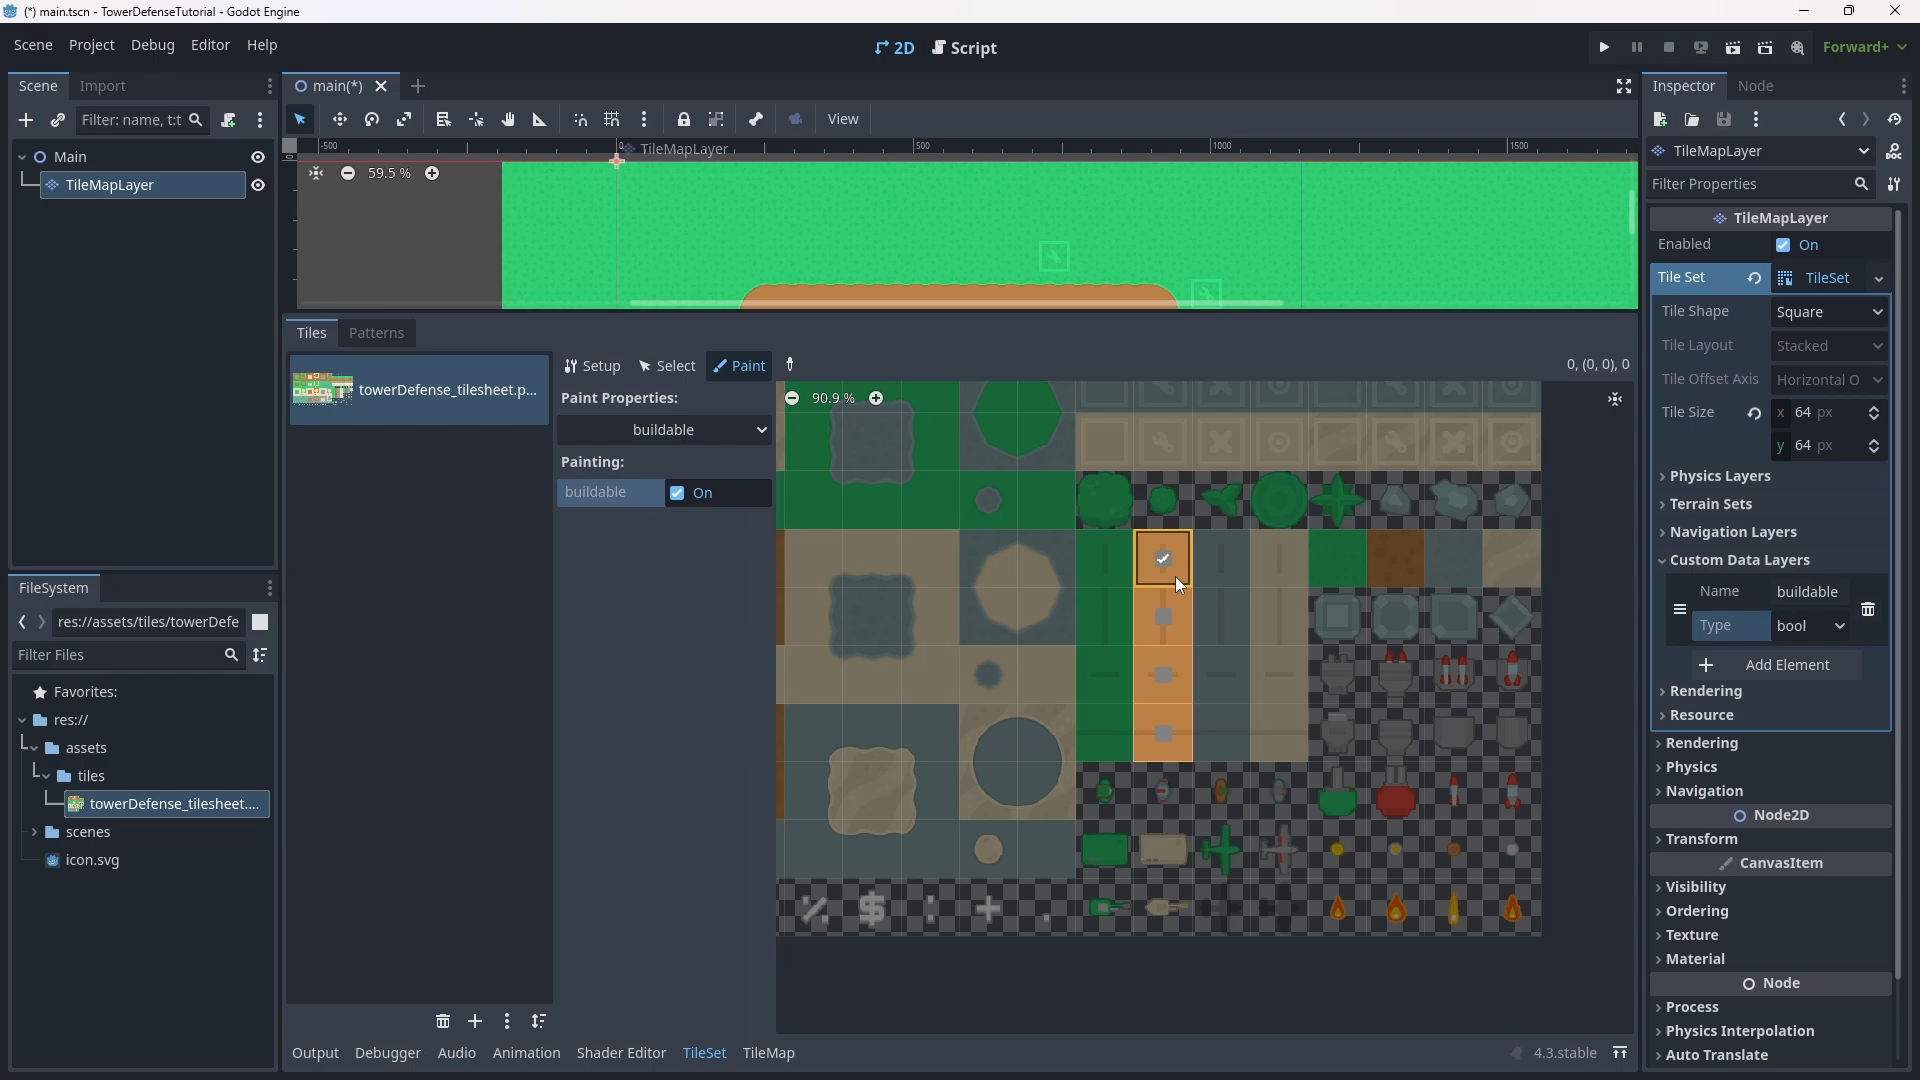 (*) main.tscn - TowerDefenseTutorial - Godot Engine
Scene Project Debug Editor Help
2D Script
Forward+
Scene Import
main(*)
Inspector Node
Filter: name, t:t
View
-500 0 500 1000 1500
TileMapLayer
Main
TileMapLayer
59.5 %
TileMapLayer
Filter Properties
TileMapLayer
Enabled On
Tile Set TileSet
Tile Shape Square
Tile Layout Stacked
Tile Offset Axis Horizontal O
Tile Size x 64 px
y 64 px
Physics Layers
Terrain Sets
Navigation Layers
Custom Data Layers
Name buildable
Type bool
Add Element
Rendering
Resource
Rendering
Physics
Navigation
Node2D
Transform
CanvasItem
Visibility
Ordering
Texture
Material
Node
Process
Physics Interpolation
Auto Translate
Tiles Patterns
towerDefense_tilesheet.p...
Setup Select Paint
0, (0, 0), 0
Paint Properties:
buildable
Painting:
buildable On
90.9 %
FileSystem
res://assets/tiles/towerDefe
Filter Files
Favorites:
res://
assets
tiles
towerDefense_tilesheet....
scenes
icon.svg
Output Debugger Audio Animation Shader Editor TileSet TileMap
4.3.stable